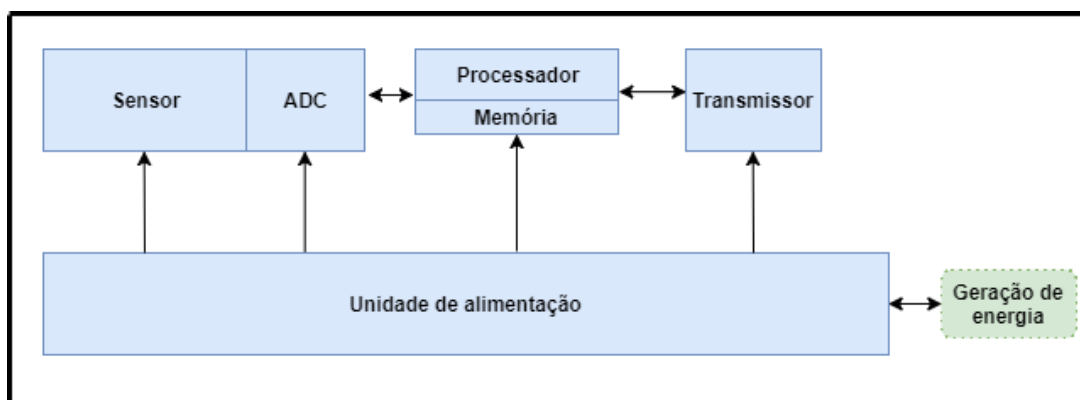 Sensor
ADC
Processador
Memória
Transmissor
Unidade de alimentação
Geração de
energia